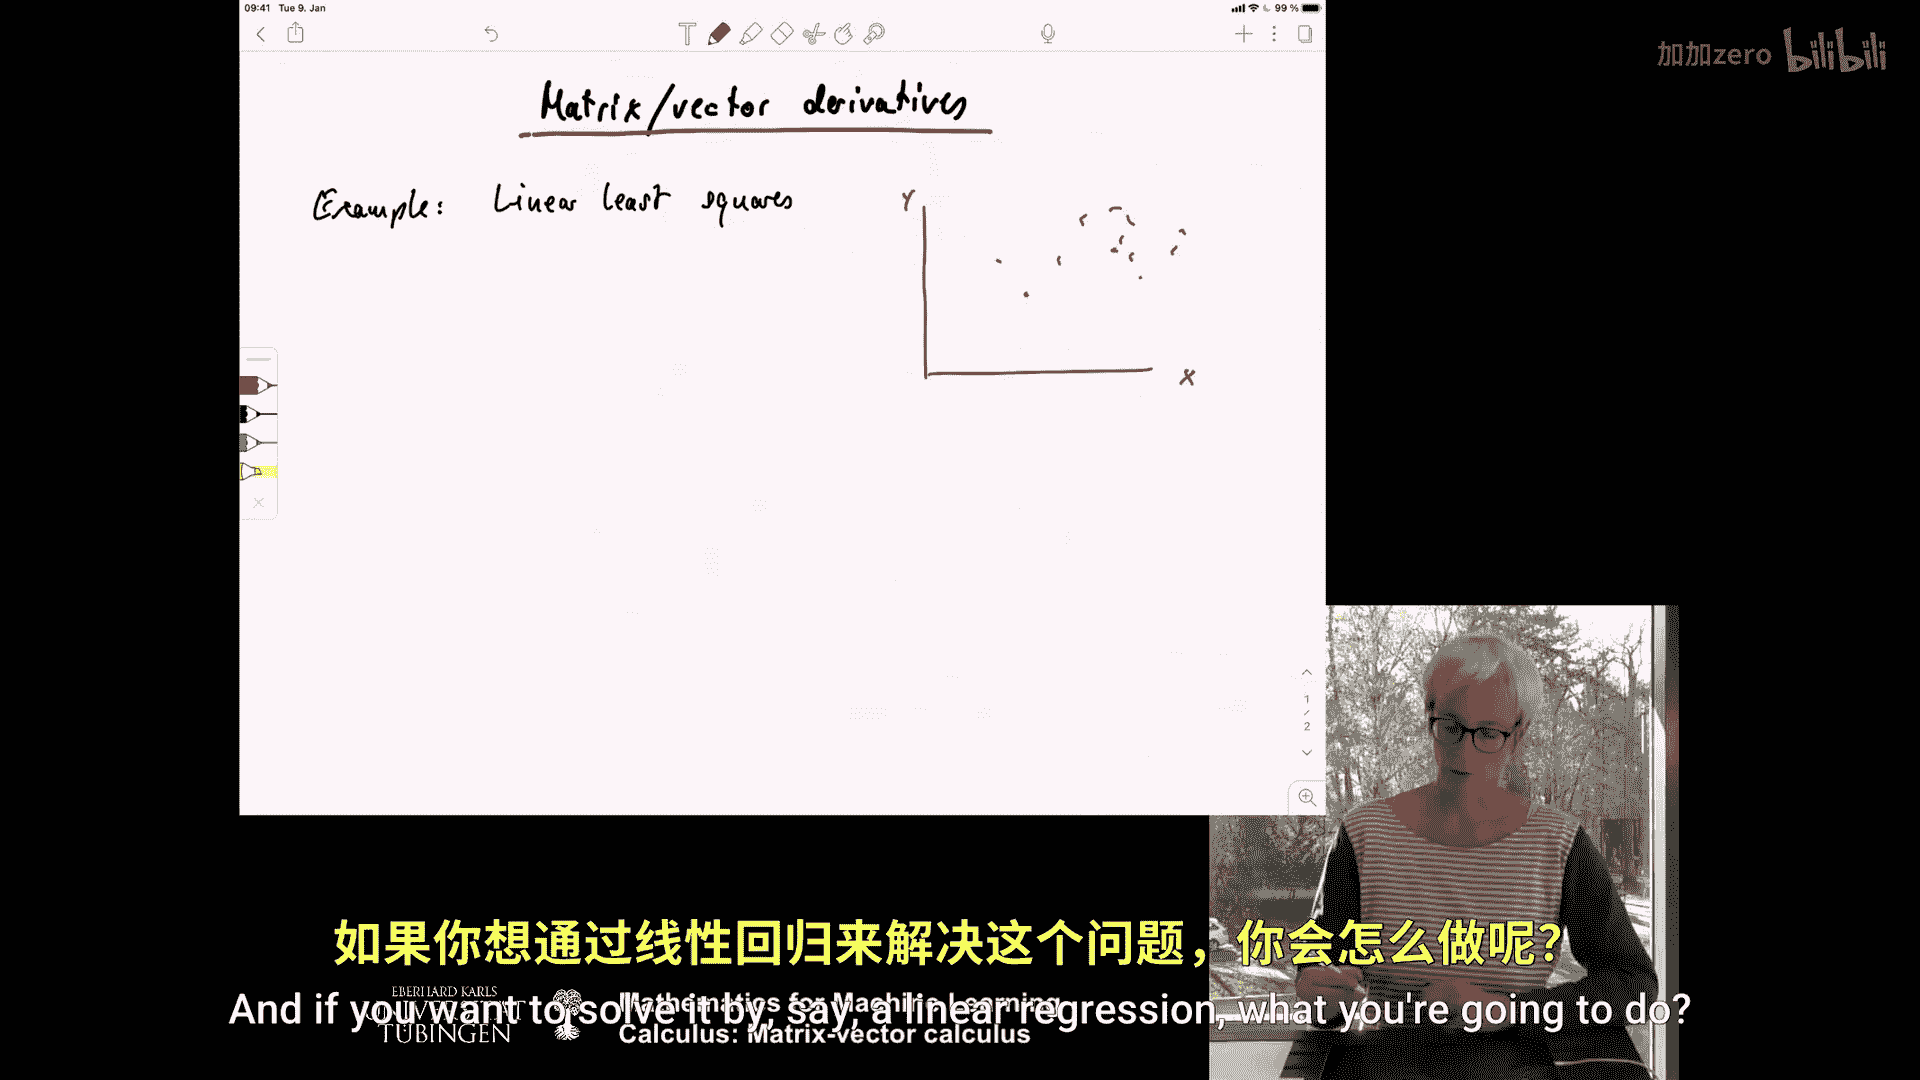 09:41 Tue 9. Jan
99 %
加加zero bilibili
Matrix/vector derivatives
Example: Linear least squares
Y
X
1
/
2
如果你想通过线性回归来解决这个问题，你会怎么做呢？
And if you want to solve it by, say, a linear regression, what you're going to do?
EBERHARD KARLS
UNIVERSITÄT
TÜBINGEN
Mathematics for Machine Learning
Calculus: Matrix-vector calculus